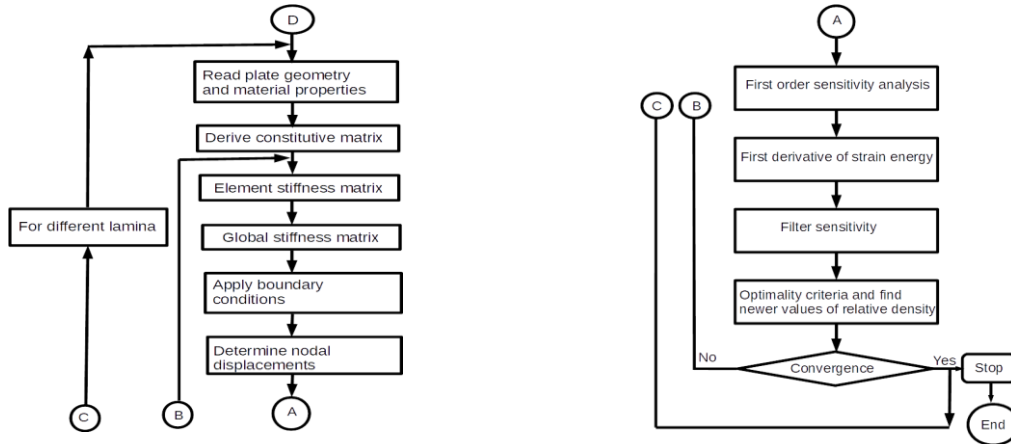 D
Read plate geometry
and material properties
Derive constitutive matrix
Element stiffness matrix
For different lamina
Global stiffness matrix
Apply boundary
conditions
Determine nodal
displacements
C
B
A
A
First order sensitivity analysis
C
B
First derivative of strain energy
Filter sensitivity
Optimality criteria and find
newer values of relative density
No
Convergence
Yes
Stop
End